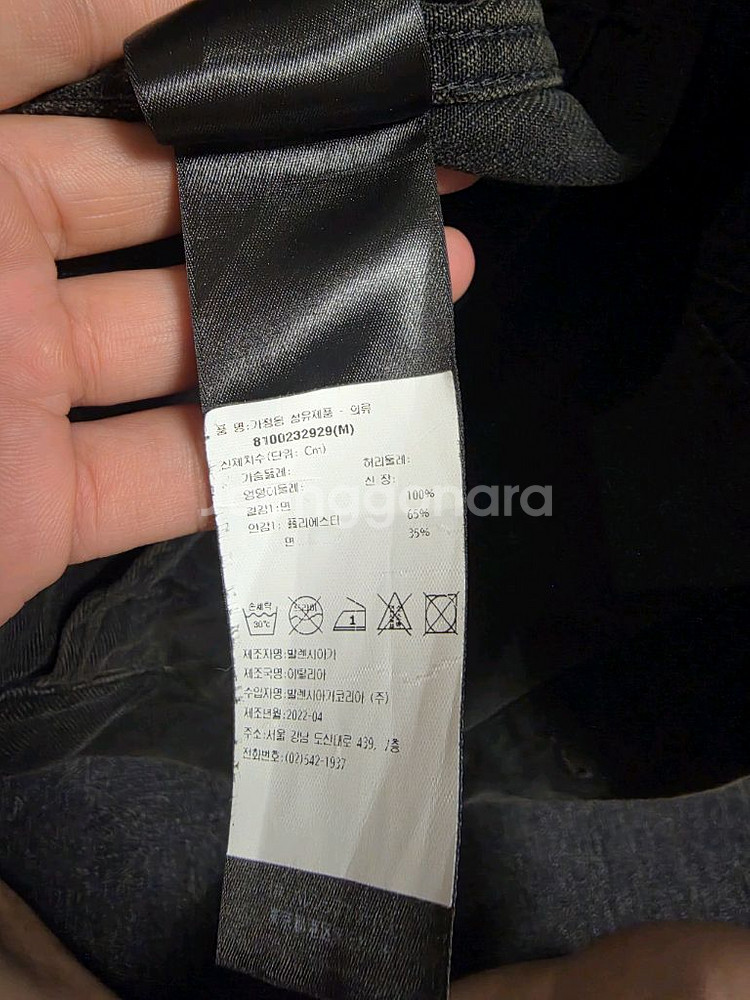 품 명:가정용 섬유제품 - 의류
8100232929(M)
신체치수(단위: Cm)
가슴둘레: 허리둘레:
엉덩이둘레: 신 장:
겉감1:면 100%
안감1: 폴리에스터 65%
면 35%
손세탁 30℃ 드라이 1
제조자명:발렌시아가
제조국명:이탈리아
수입자명:발렌시아가코리아 (주)
제조년월:2022-04
주소:서울 강남 도산대로 439, 7층
전화번호:(02)542-1937
Joonggonara